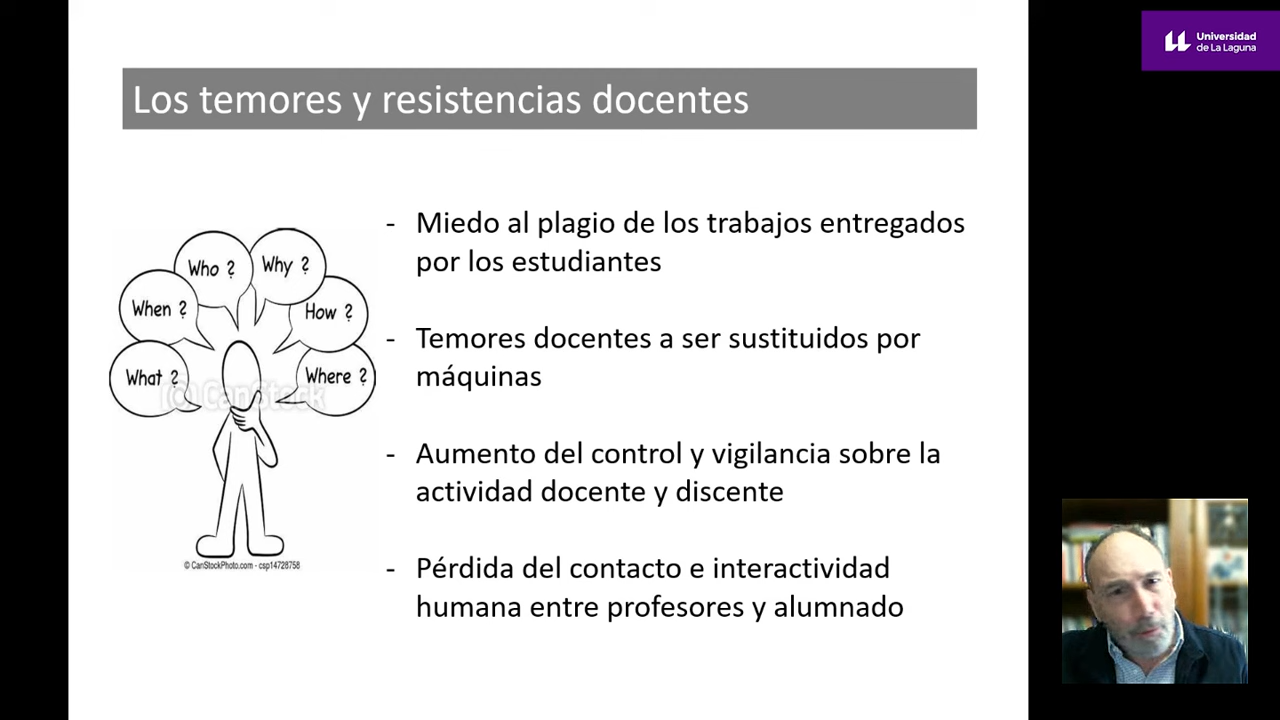 Universidad
de La Laguna
Los temores y resistencias docentes
- Miedo al plagio de los trabajos entregados
por los estudiantes
- Temores docentes a ser sustituidos por
máquinas
- Aumento del control y vigilancia sobre la
actividad docente y discente
- Pérdida del contacto e interactividad
humana entre profesores y alumnado
Who ?
Why ?
When ?
How ?
What ?
Where ?
(c) CanStock
© CanStockPhoto.com - csp14728758